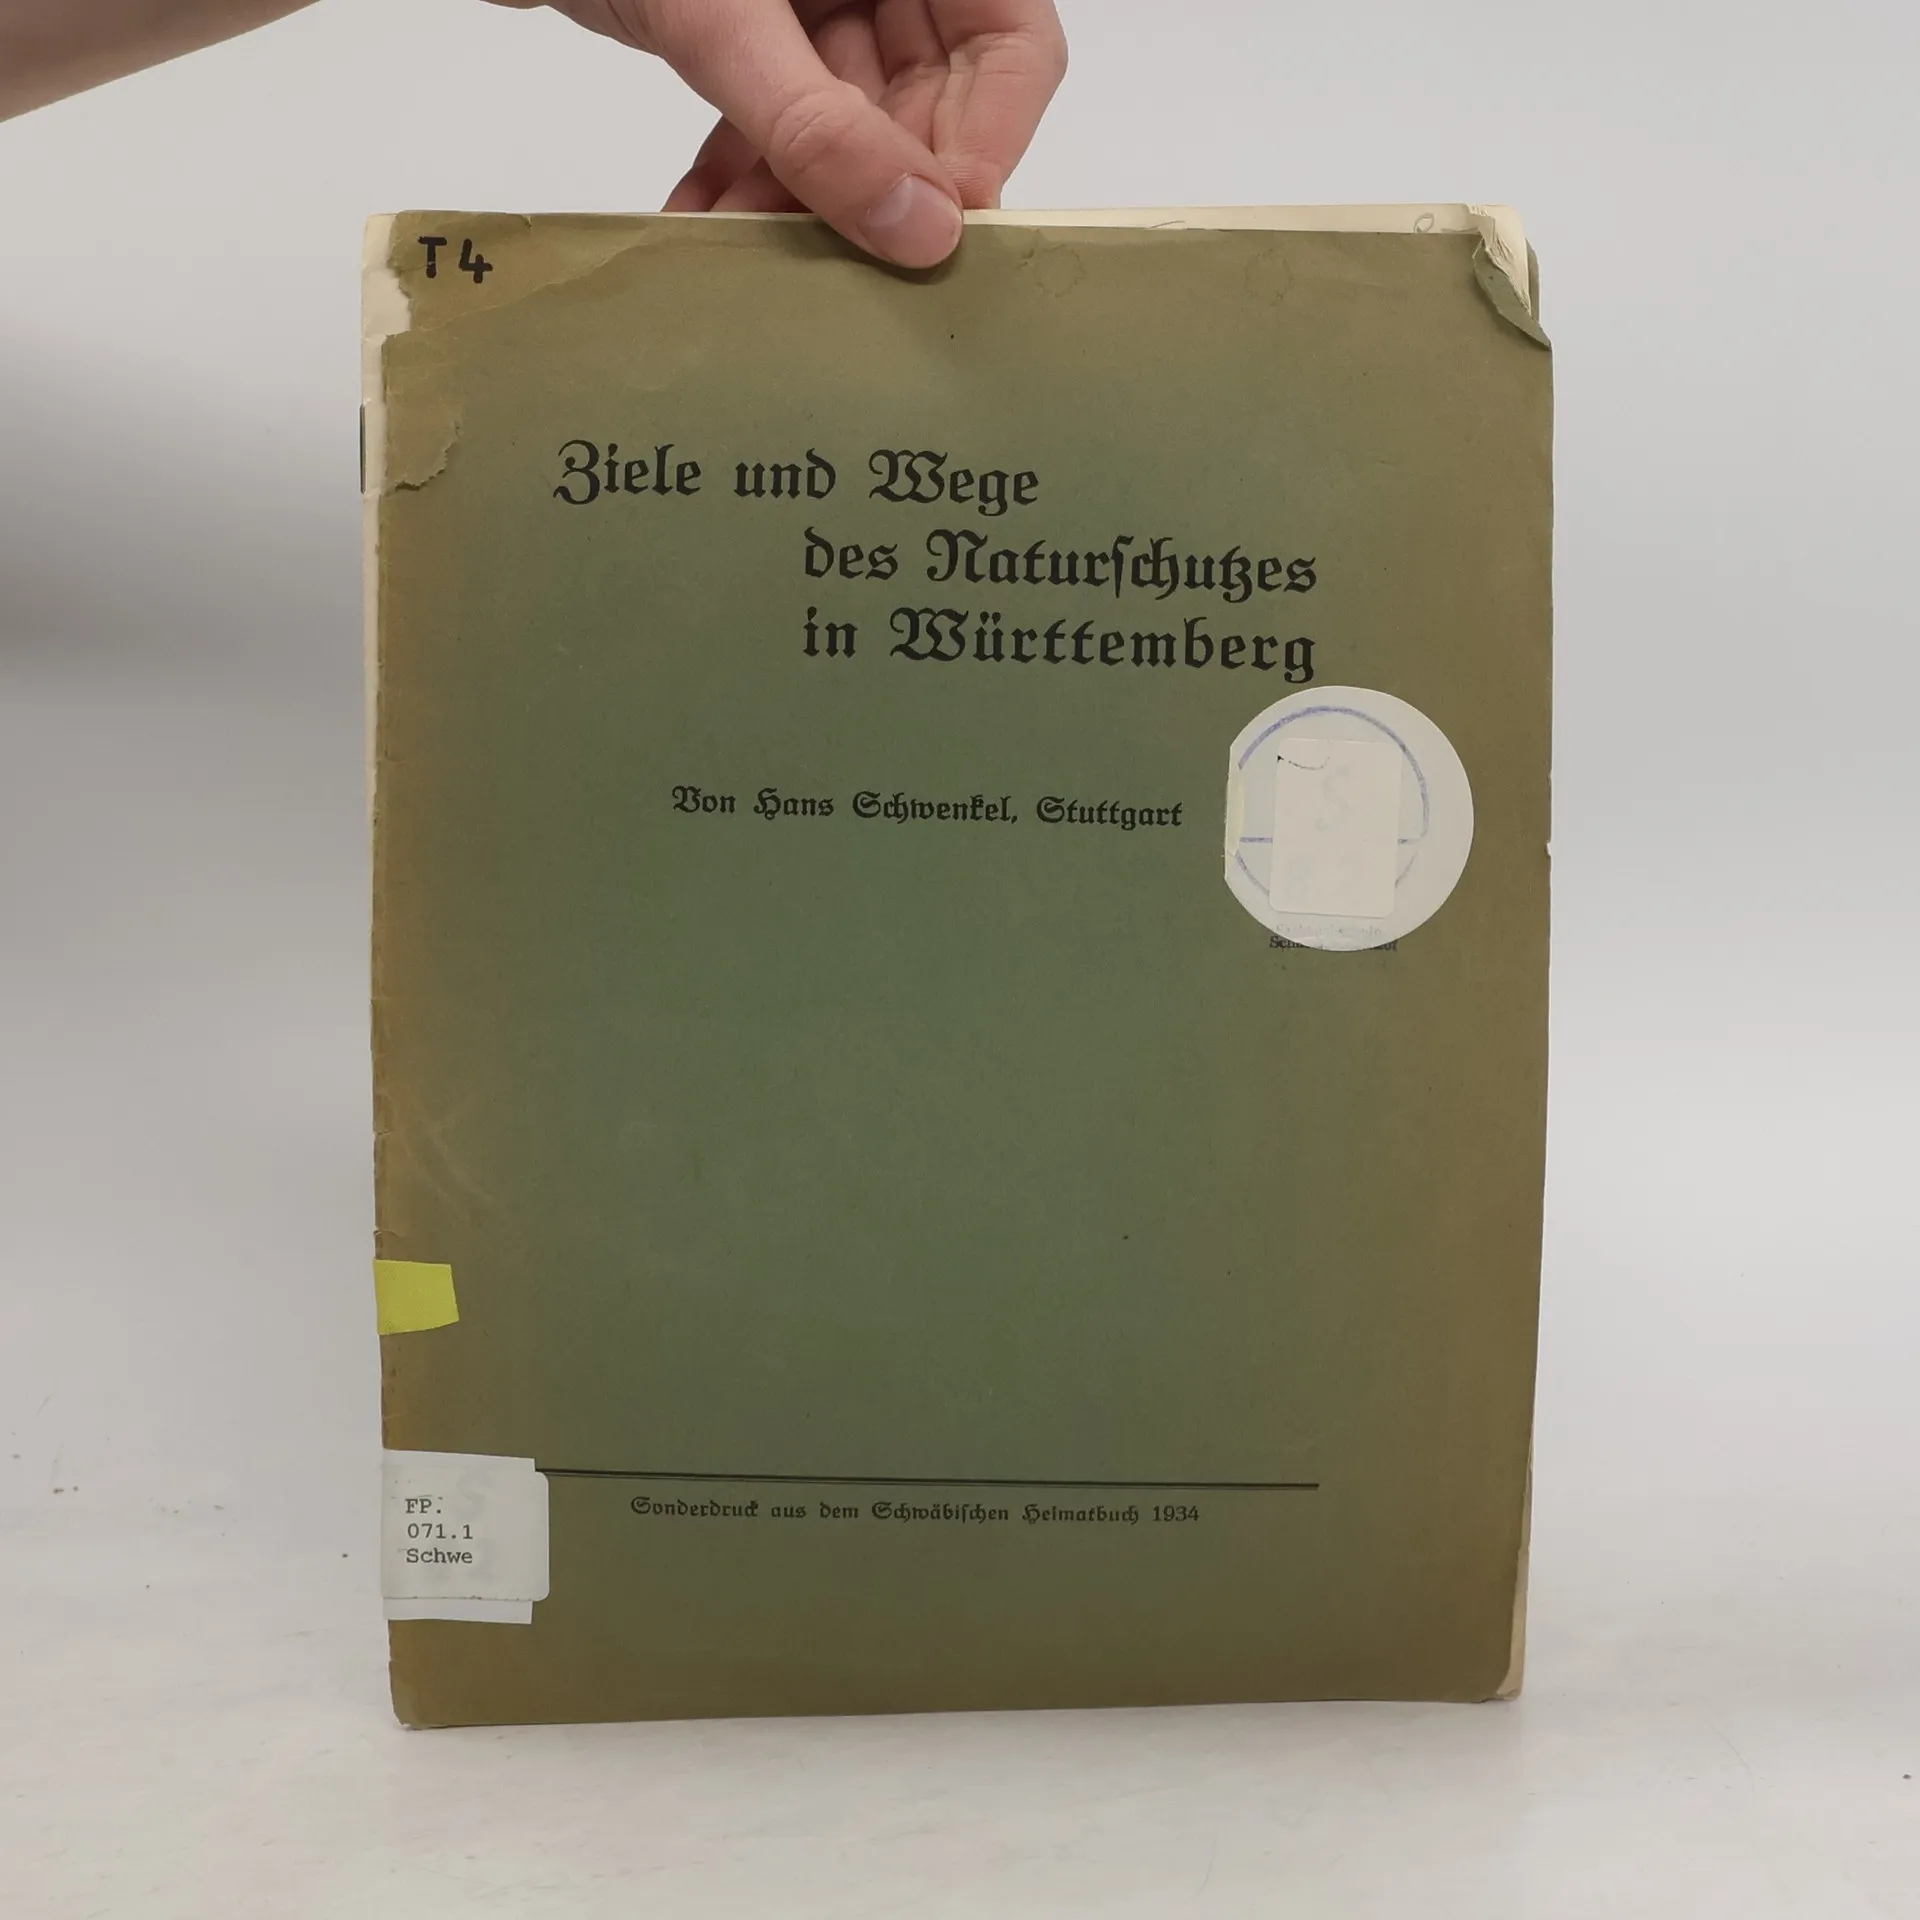 T4
Ziele und Wege
des Naturſchutzes
in Württemberg
Von Hans Schwenkel, Stuttgart
Sonderdruck aus dem Schwäbiſchen Heimatbuch 1934
FP.
071.1
Schwe